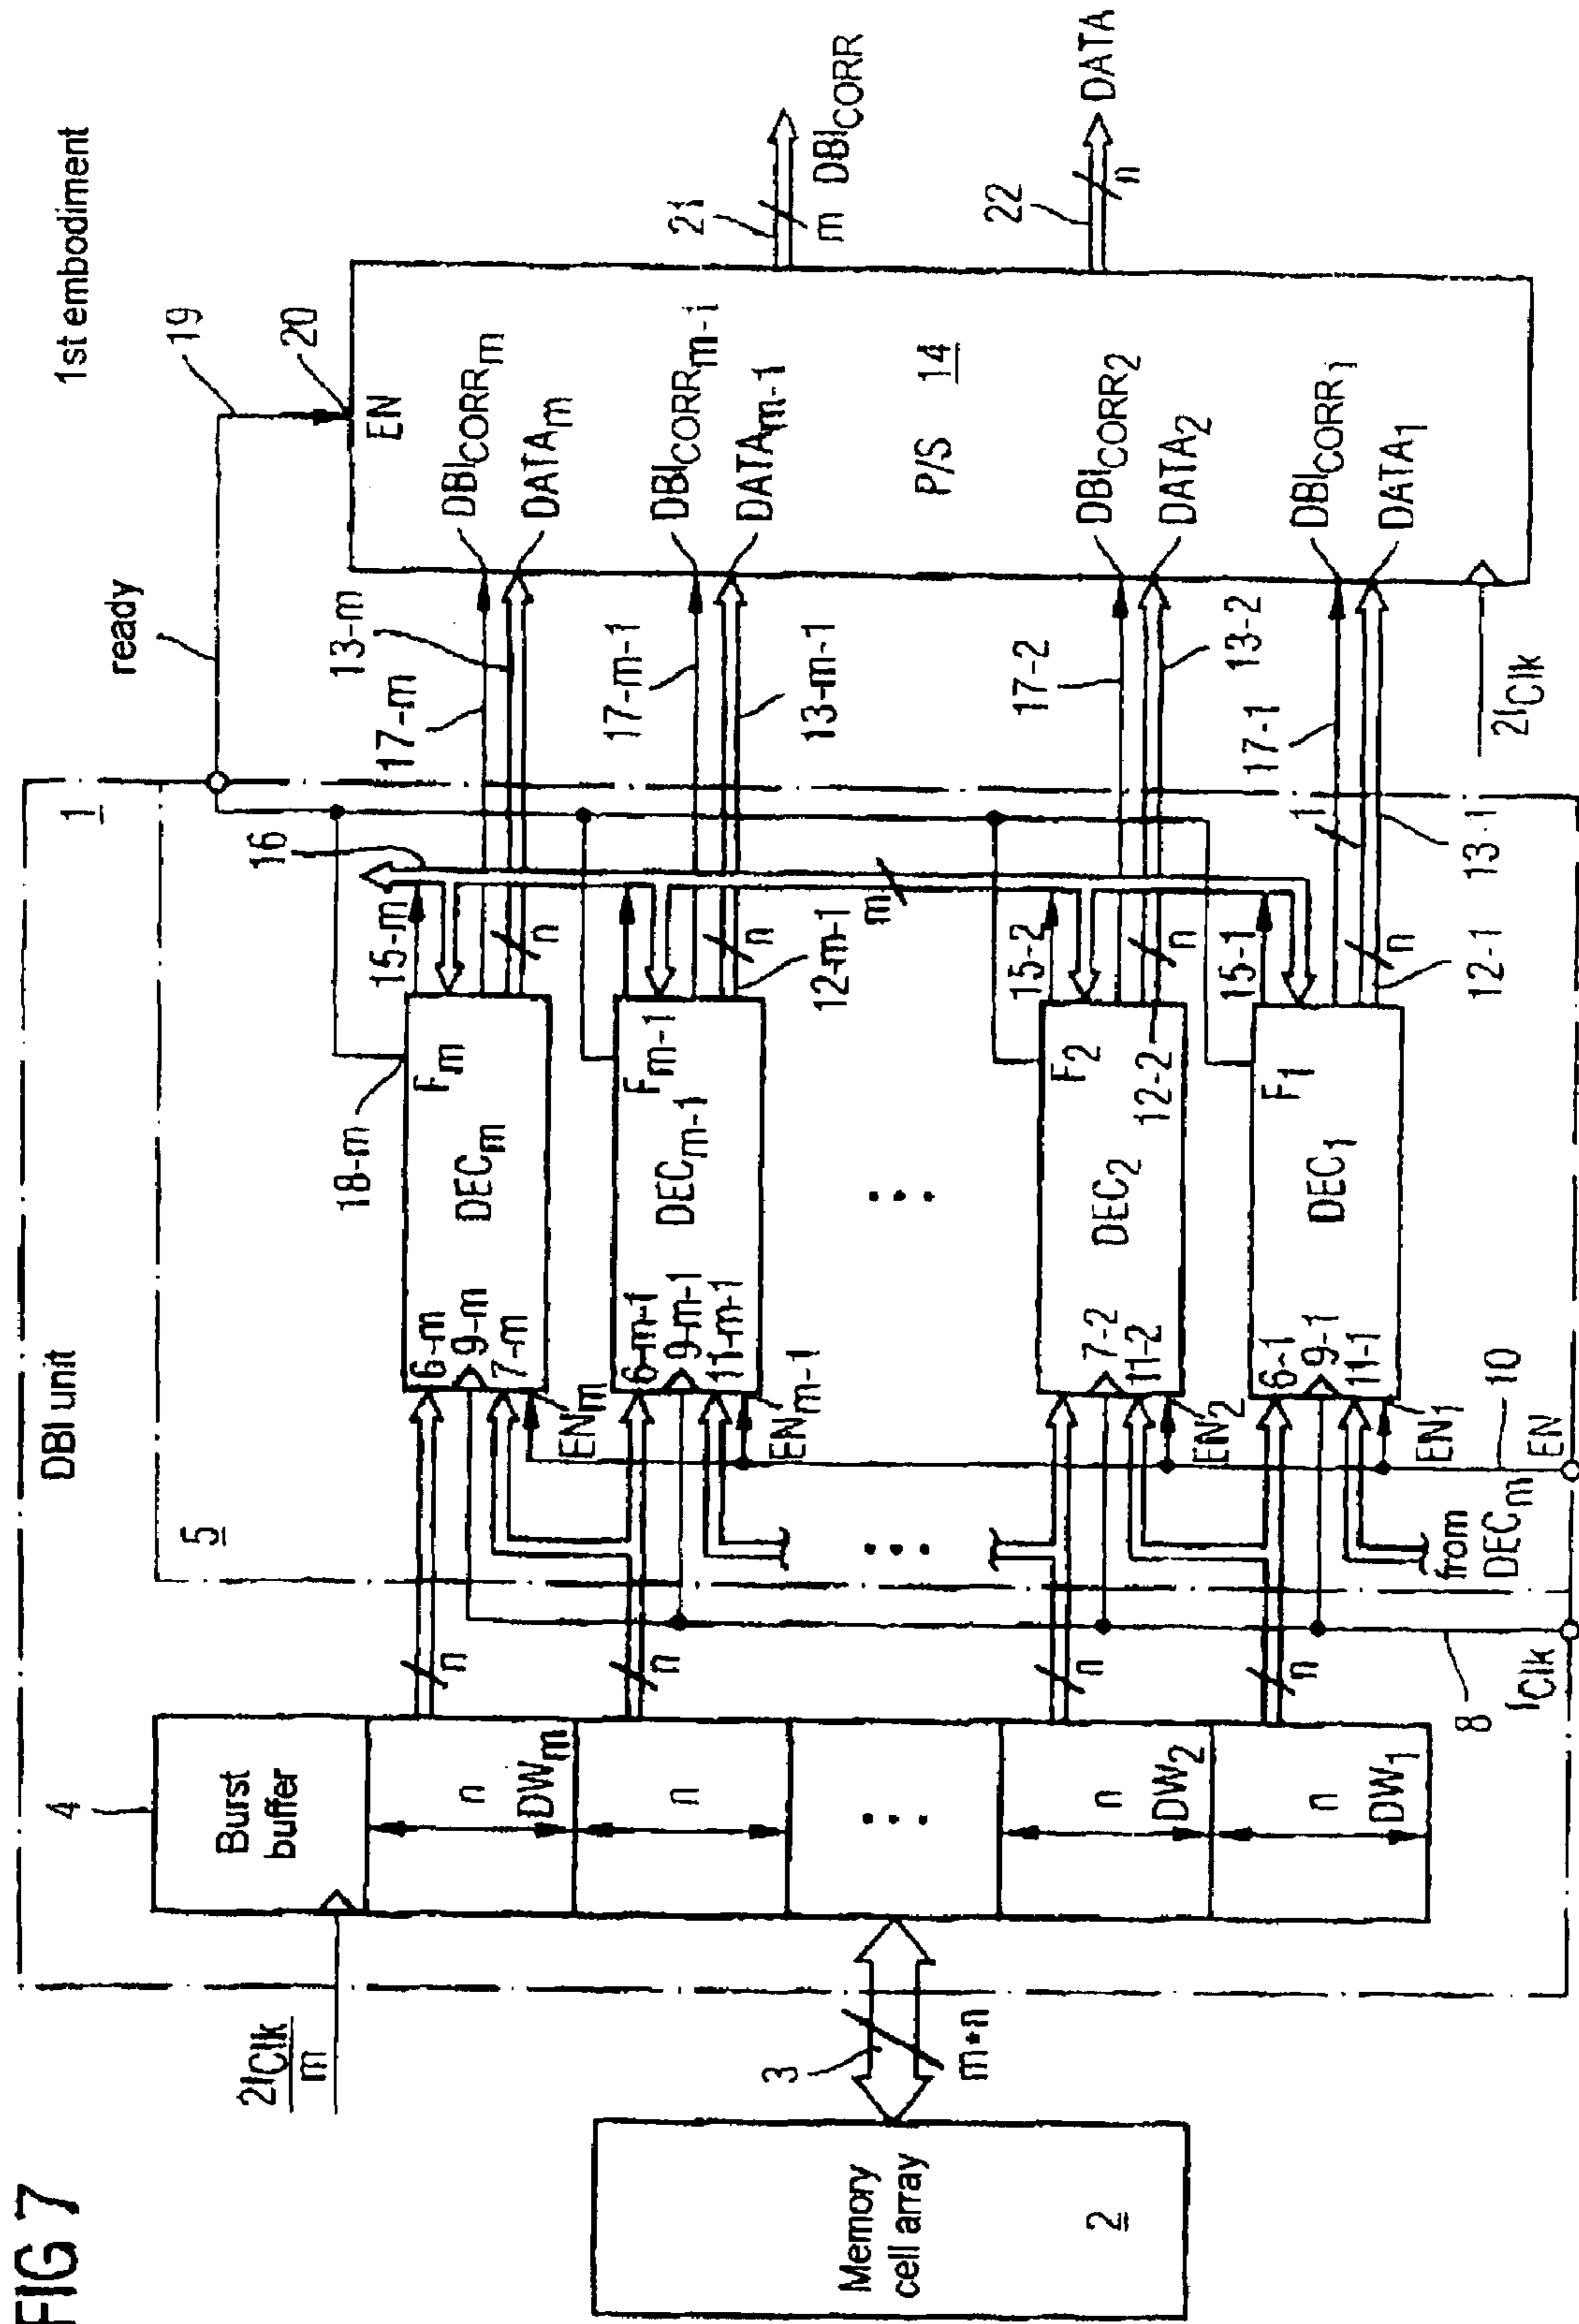 FIG 7
1st embodiment
DBI unit
1
5
Memory
cell array
2
3
m*n
2fClk
m
4
Burst
buffer
n
DWm
n
n
DW2
n
DW1
n
n
n
n
8
fClk
6-m
9-m
7-m
ENm
DECm
Fm
18-m
6-m-1
9-m-1
11-m-1
ENm-1
DECm-1
Fm-1
7-2
11-2
EN2
DEC2
F2
12-2
6-1
9-1
11-1
EN1
DEC1
F1
from
DECm
EN
10
15-m
16
n
n
12-m-1
m
15-2
n
15-1
n
12-1
1
13-1
ready
17-m
13-m
17-m-1
13-m-1
17-2
13-2
17-1
2fClk
19
20
EN
DBICORRm
DATAm
DBICORRm-1
DATAm-1
P/S
14
DBICORR2
DATA2
DBICORR1
DATA1
21
m
DBICORR
22
n
DATA